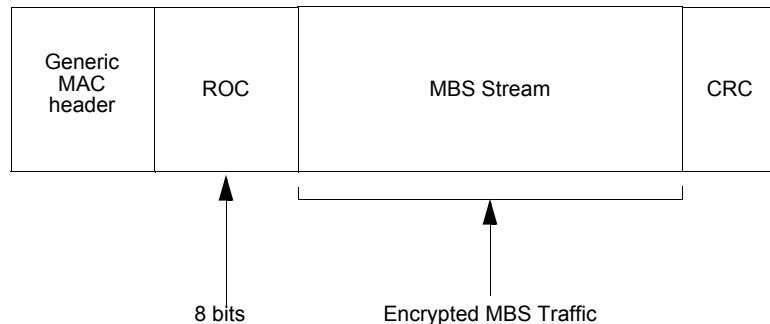 Generic
MAC
header
ROC
MBS Stream
CRC
8 bits
Encrypted MBS Traffic